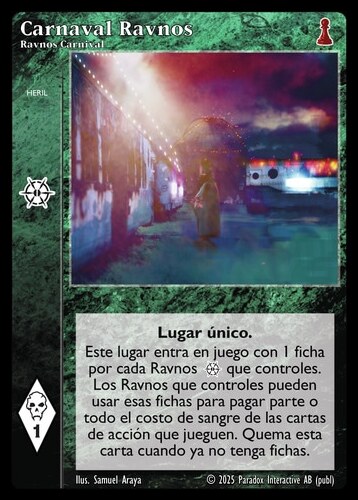 Carnaval Ravnos
Ravnos Carnival
HERIL
Lugar único.
Este lugar entra en juego con 1 ficha
por cada Ravnos que controles.
Los Ravnos que controles pueden
usar esas fichas para pagar parte o
todo el costo de sangre de las cartas
de acción que jueguen. Quema esta
carta cuando ya no tenga fichas.
1
Ilus. Samuel Araya © 2025 Paradox Interactive AB (publ)